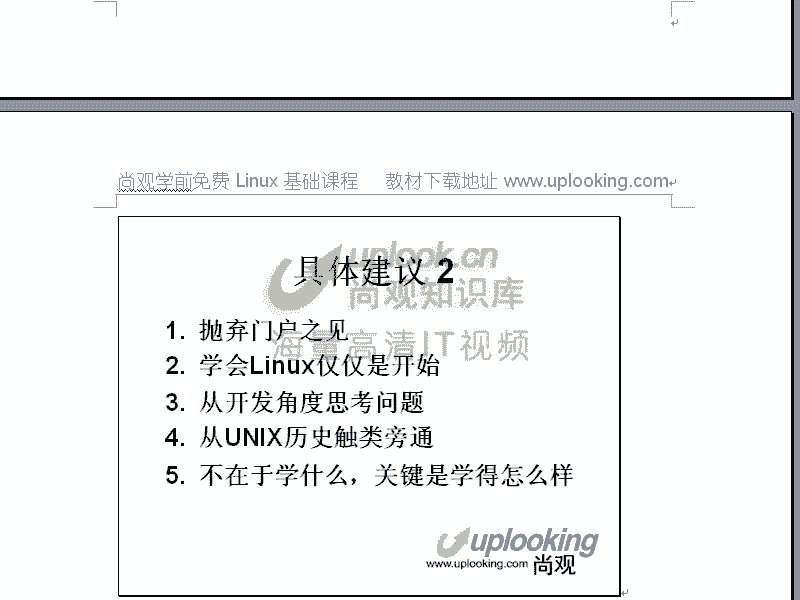 尚观学前免费 Linux 基础课程 教材下载地址 www.uplooking.com
uplook.cn
具体建议 2
尚观知识库
1. 抛弃门户之见
海量高清IT视频
2. 学会Linux仅仅是开始
3. 从开发角度思考问题
4. 从UNIX历史触类旁通
5. 不在于学什么，关键是学得怎么样
uplooking
www.uplooking.com 尚观